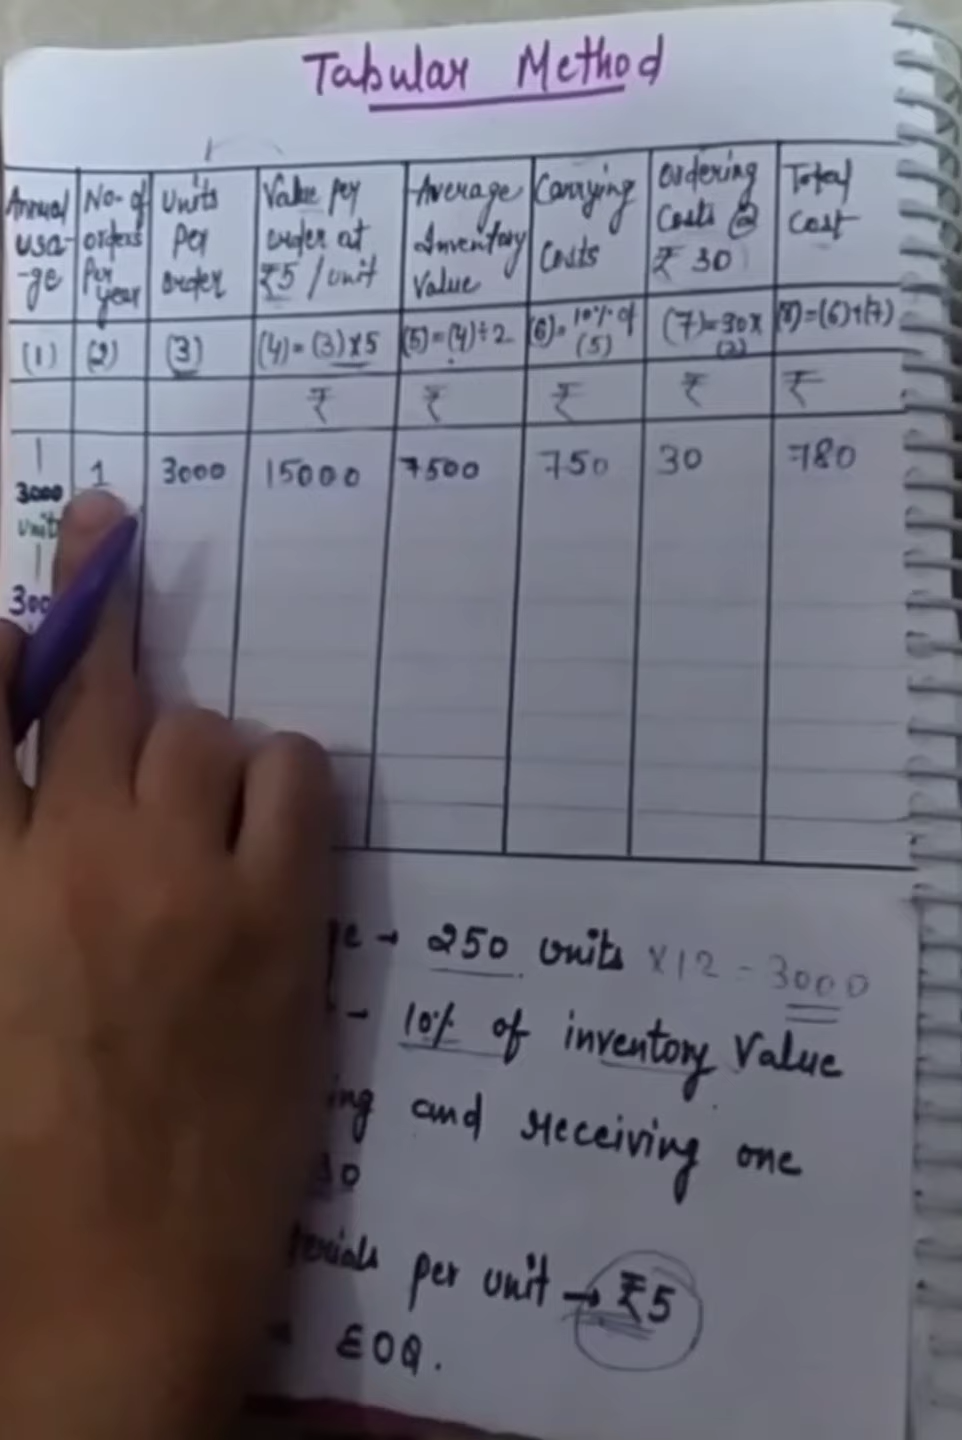 Tabular Method
Annual usa-ge
No. of orders Per year
Units Per order
Value per order at ₹5 / unit
Average Inventory Value
Carrying Costs
Ordering Costs @ ₹ 30
Total Cost
(1) (2) (3) (4) = (3) x 5 (5) = (4) ÷ 2 (6) = 10% of (5) (7) = 30 x (2) (8) = (6) + (7)
₹ ₹ ₹ ₹ ₹
3000 units 1 3000 15000 7500 750 30 780
300
→ 250 units x 12 = 3000
- 10% of inventory Value
ing and receiving one
30
per unit → ₹5
EOQ.